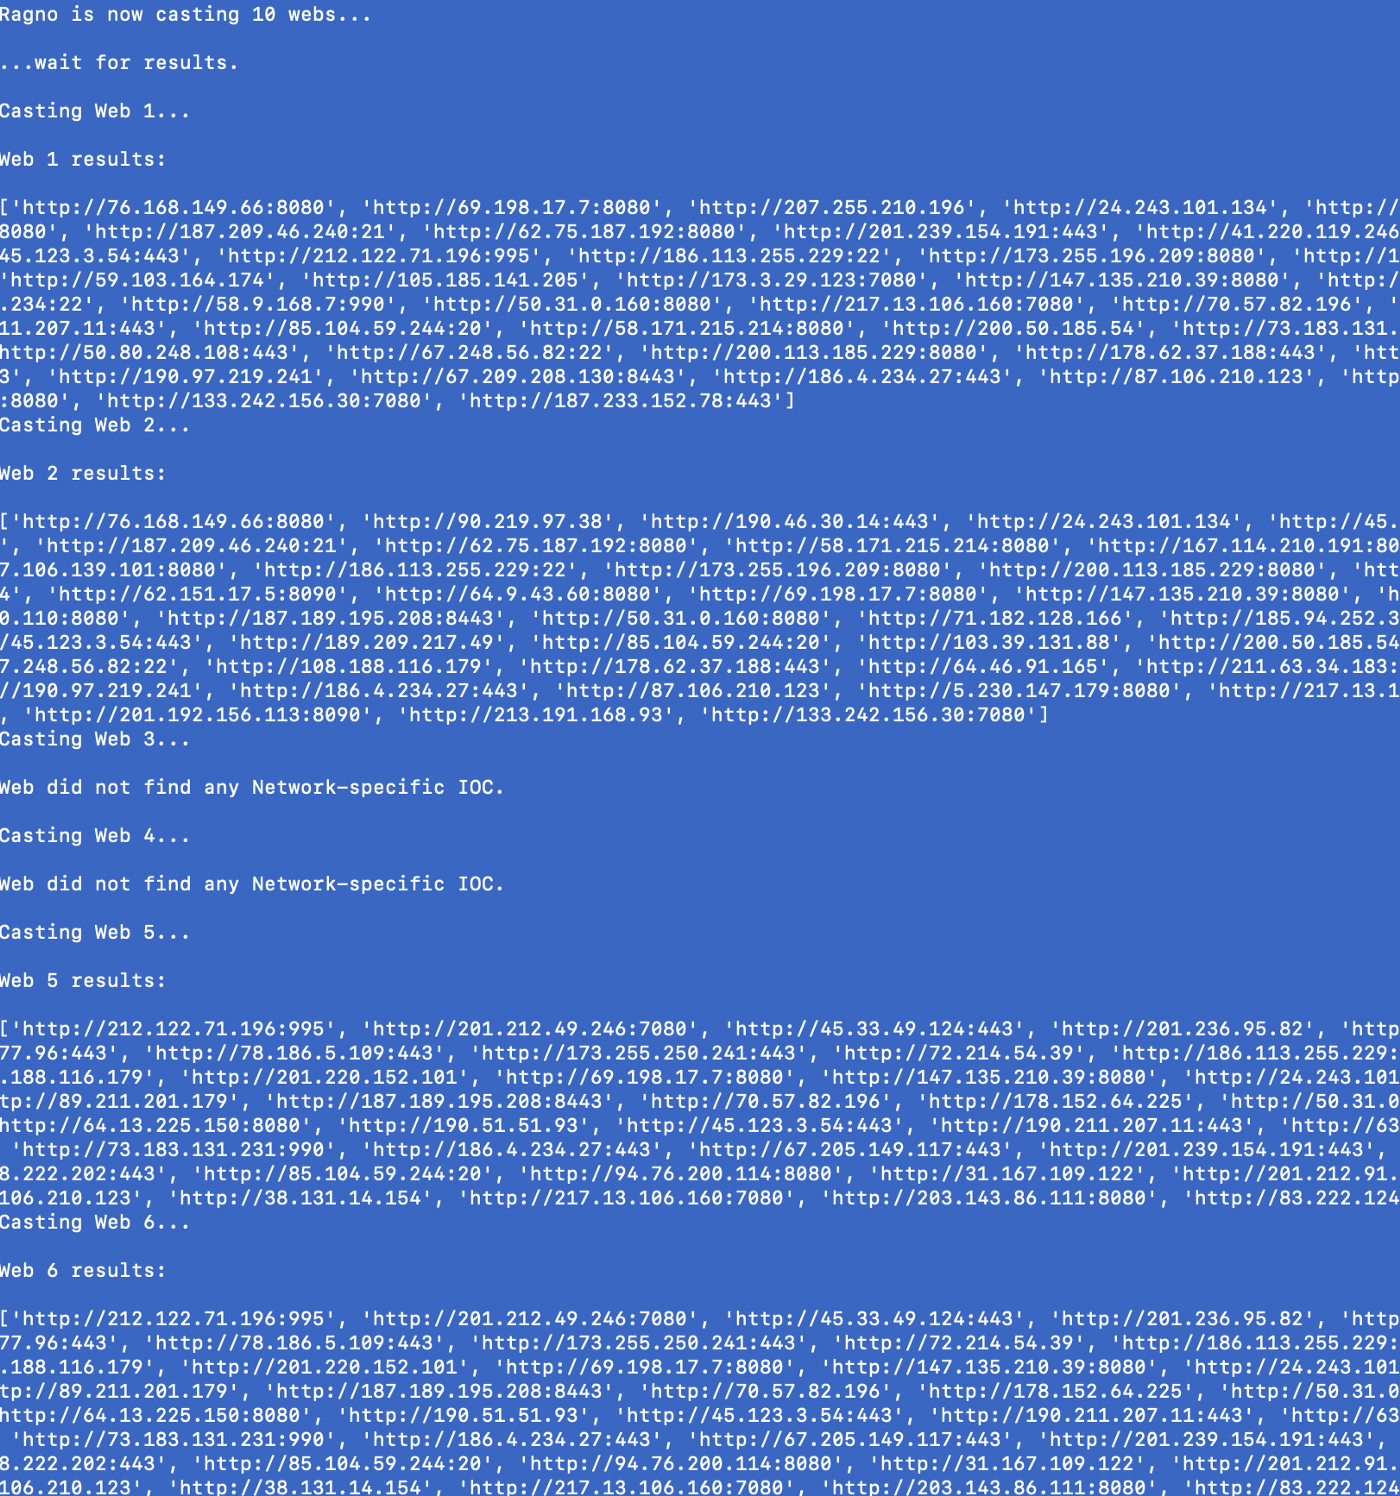 Ragno is now casting 10 webs...
...wait for results.
Casting Web 1...
Web 1 results:
['http://76.168.149.66:8080', 'http://69.198.17.7:8080', 'http://207.255.210.196', 'http://24.243.101.134', 'http://
8080', 'http://187.209.46.240:21', 'http://62.75.187.192:8080', 'http://201.239.154.191:443', 'http://41.220.119.246
45.123.3.54:443', 'http://212.122.71.196:995', 'http://186.113.255.229:22', 'http://173.255.196.209:8080', 'http://1
'http://59.103.164.174', 'http://105.185.141.205', 'http://173.3.29.123:7080', 'http://147.135.210.39:8080', 'http:/
.234:22', 'http://58.9.168.7:990', 'http://50.31.0.160:8080', 'http://217.13.106.160:7080', 'http://70.57.82.196', '
11.207.11:443', 'http://85.104.59.244:20', 'http://58.171.215.214:8080', 'http://200.50.185.54', 'http://73.183.131.
http://50.80.248.108:443', 'http://67.248.56.82:22', 'http://200.113.185.229:8080', 'http://178.62.37.188:443', 'htt
3', 'http://190.97.219.241', 'http://67.209.208.130:8443', 'http://186.4.234.27:443', 'http://87.106.210.123', 'http
:8080', 'http://133.242.156.30:7080', 'http://187.233.152.78:443']
Casting Web 2...
Web 2 results:
['http://76.168.149.66:8080', 'http://90.219.97.38', 'http://190.46.30.14:443', 'http://24.243.101.134', 'http://45.
', 'http://187.209.46.240:21', 'http://62.75.187.192:8080', 'http://58.171.215.214:8080', 'http://167.114.210.191:80
7.106.139.101:8080', 'http://186.113.255.229:22', 'http://173.255.196.209:8080', 'http://200.113.185.229:8080', 'htt
4', 'http://62.151.17.5:8090', 'http://64.9.43.60:8080', 'http://69.198.17.7:8080', 'http://147.135.210.39:8080', 'h
0.110:8080', 'http://187.189.195.208:8443', 'http://50.31.0.160:8080', 'http://71.182.128.166', 'http://185.94.252.3
/45.123.3.54:443', 'http://189.209.217.49', 'http://85.104.59.244:20', 'http://103.39.131.88', 'http://200.50.185.54
7.248.56.82:22', 'http://108.188.116.179', 'http://178.62.37.188:443', 'http://64.46.91.165', 'http://211.63.34.183:
//190.97.219.241', 'http://186.4.234.27:443', 'http://87.106.210.123', 'http://5.230.147.179:8080', 'http://217.13.1
, 'http://201.192.156.113:8090', 'http://213.191.168.93', 'http://133.242.156.30:7080']
Casting Web 3...
Web did not find any Network-specific IOC.
Casting Web 4...
Web did not find any Network-specific IOC.
Casting Web 5...
Web 5 results:
['http://212.122.71.196:995', 'http://201.212.49.246:7080', 'http://45.33.49.124:443', 'http://201.236.95.82', 'http
77.96:443', 'http://78.186.5.109:443', 'http://173.255.250.241:443', 'http://72.214.54.39', 'http://186.113.255.229:
.188.116.179', 'http://201.220.152.101', 'http://69.198.17.7:8080', 'http://147.135.210.39:8080', 'http://24.243.101
tp://89.211.201.179', 'http://187.189.195.208:8443', 'http://70.57.82.196', 'http://178.152.64.225', 'http://50.31.0
http://64.13.225.150:8080', 'http://190.51.51.93', 'http://45.123.3.54:443', 'http://190.211.207.11:443', 'http://63
'http://73.183.131.231:990', 'http://186.4.234.27:443', 'http://67.205.149.117:443', 'http://201.239.154.191:443',
8.222.202:443', 'http://85.104.59.244:20', 'http://94.76.200.114:8080', 'http://31.167.109.122', 'http://201.212.91.
106.210.123', 'http://38.131.14.154', 'http://217.13.106.160:7080', 'http://203.143.86.111:8080', 'http://83.222.124
Casting Web 6...
Web 6 results:
['http://212.122.71.196:995', 'http://201.212.49.246:7080', 'http://45.33.49.124:443', 'http://201.236.95.82', 'http
77.96:443', 'http://78.186.5.109:443', 'http://173.255.250.241:443', 'http://72.214.54.39', 'http://186.113.255.229:
.188.116.179', 'http://201.220.152.101', 'http://69.198.17.7:8080', 'http://147.135.210.39:8080', 'http://24.243.101
tp://89.211.201.179', 'http://187.189.195.208:8443', 'http://70.57.82.196', 'http://178.152.64.225', 'http://50.31.0
http://64.13.225.150:8080', 'http://190.51.51.93', 'http://45.123.3.54:443', 'http://190.211.207.11:443', 'http://63
'http://73.183.131.231:990', 'http://186.4.234.27:443', 'http://67.205.149.117:443', 'http://201.239.154.191:443',
8.222.202:443', 'http://85.104.59.244:20', 'http://94.76.200.114:8080', 'http://31.167.109.122', 'http://201.212.91.
106.210.123', 'http://38.131.14.154', 'http://217.13.106.160:7080', 'http://203.143.86.111:8080', 'http://83.222.124